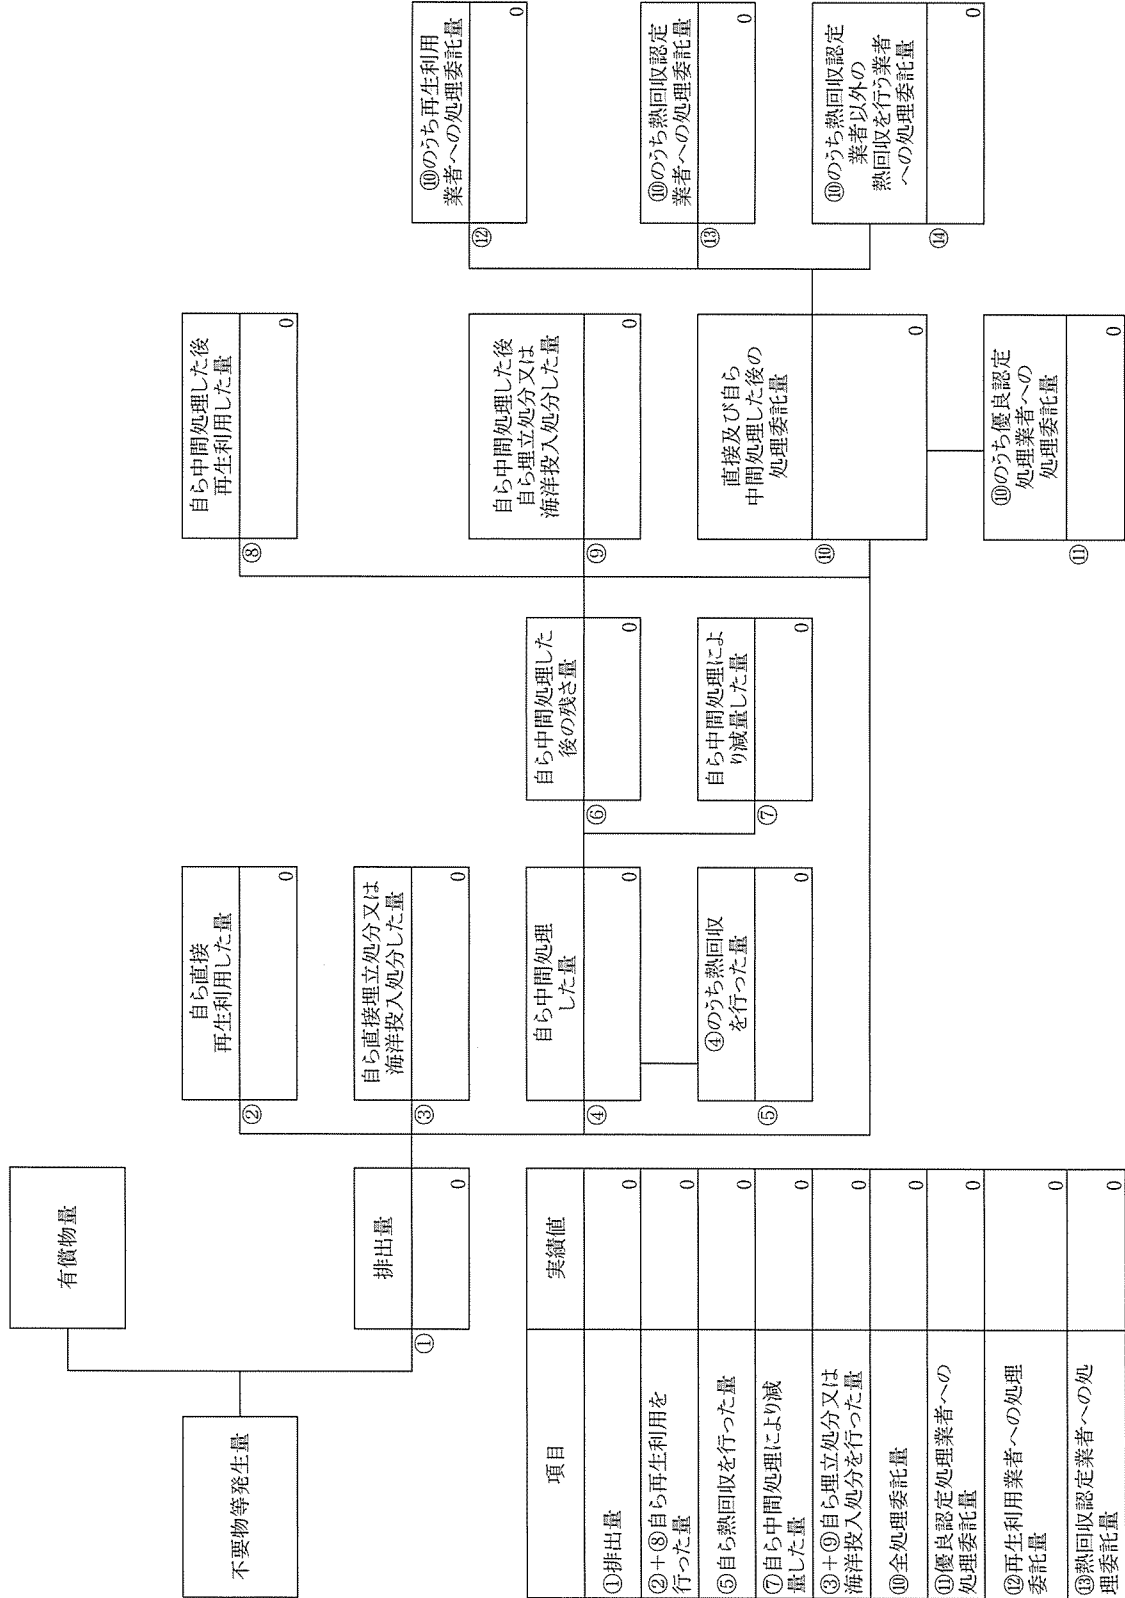 不要物等発生量
有償物量
排出量
①
0
自ら直接
再生利用した量
②
0
自ら直接埋立処分又は
海洋投入処分した量
③
0
自ら中間処理
した量
④
0
④のうち熱回収
を行った量
⑤
0
自ら中間処理した
後の残さ量
⑥
0
自ら中間処理によ
り減量した量
⑦
0
自ら中間処理した後
再生利用した量
⑧
0
自ら中間処理した後
自ら埋立処分又は
海洋投入処分した量
⑨
0
直接及び自ら
中間処理した後の
処理委託量
⑩
0
⑩のうち優良認定
処理業者への
処理委託量
⑪
0
⑩のうち再生利用
業者への処理委託量
⑫
0
⑩のうち熱回収認定
業者への処理委託量
⑬
0
⑩のうち熱回収認定
業者以外の
熱回収を行う業者
への処理委託量
⑭
0
項目 実績値
①排出量 0
②+⑧自ら再生利用を
行った量 0
⑤自ら熱回収を行った量 0
⑦自ら中間処理により減
量した量 0
③+⑨自ら埋立処分又は
海洋投入処分を行った量 0
⑩全処理委託量 0
⑪優良認定処理業者への
処理委託量 0
⑫再生利用業者への処理
委託量 0
⑬熱回収認定業者への処
理委託量 0